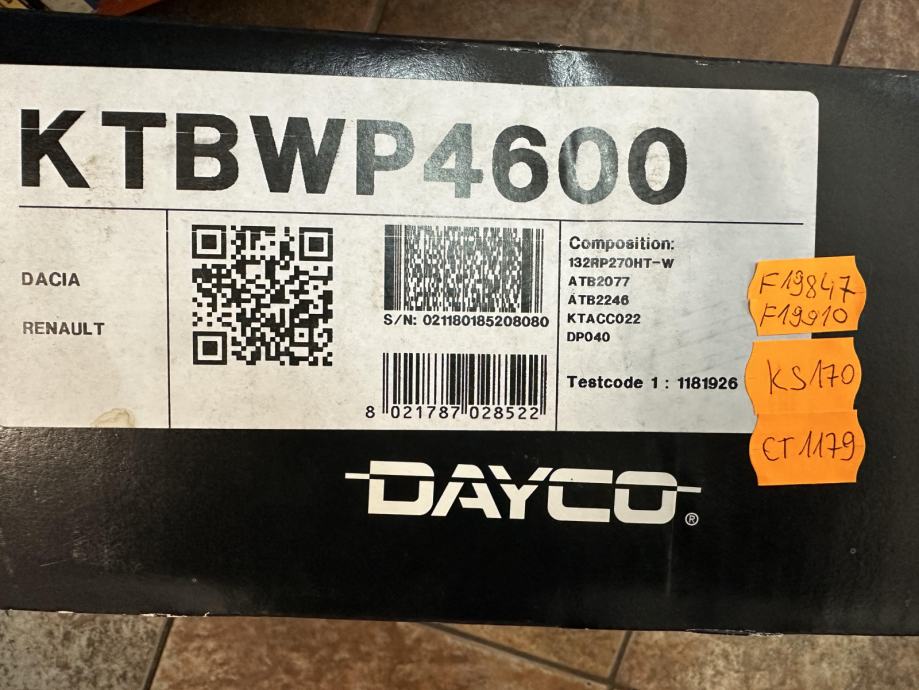 KTBWP4600
DACIA
RENAULT
S/N: 021180185208080
8 021787 028522
Composition:
132RP270HT-W
ATB2077
ATB2246
KTACC022
DP040
Testcode 1 : 1181926
F19847
F19910
KS170
CT1179
DAYCO®